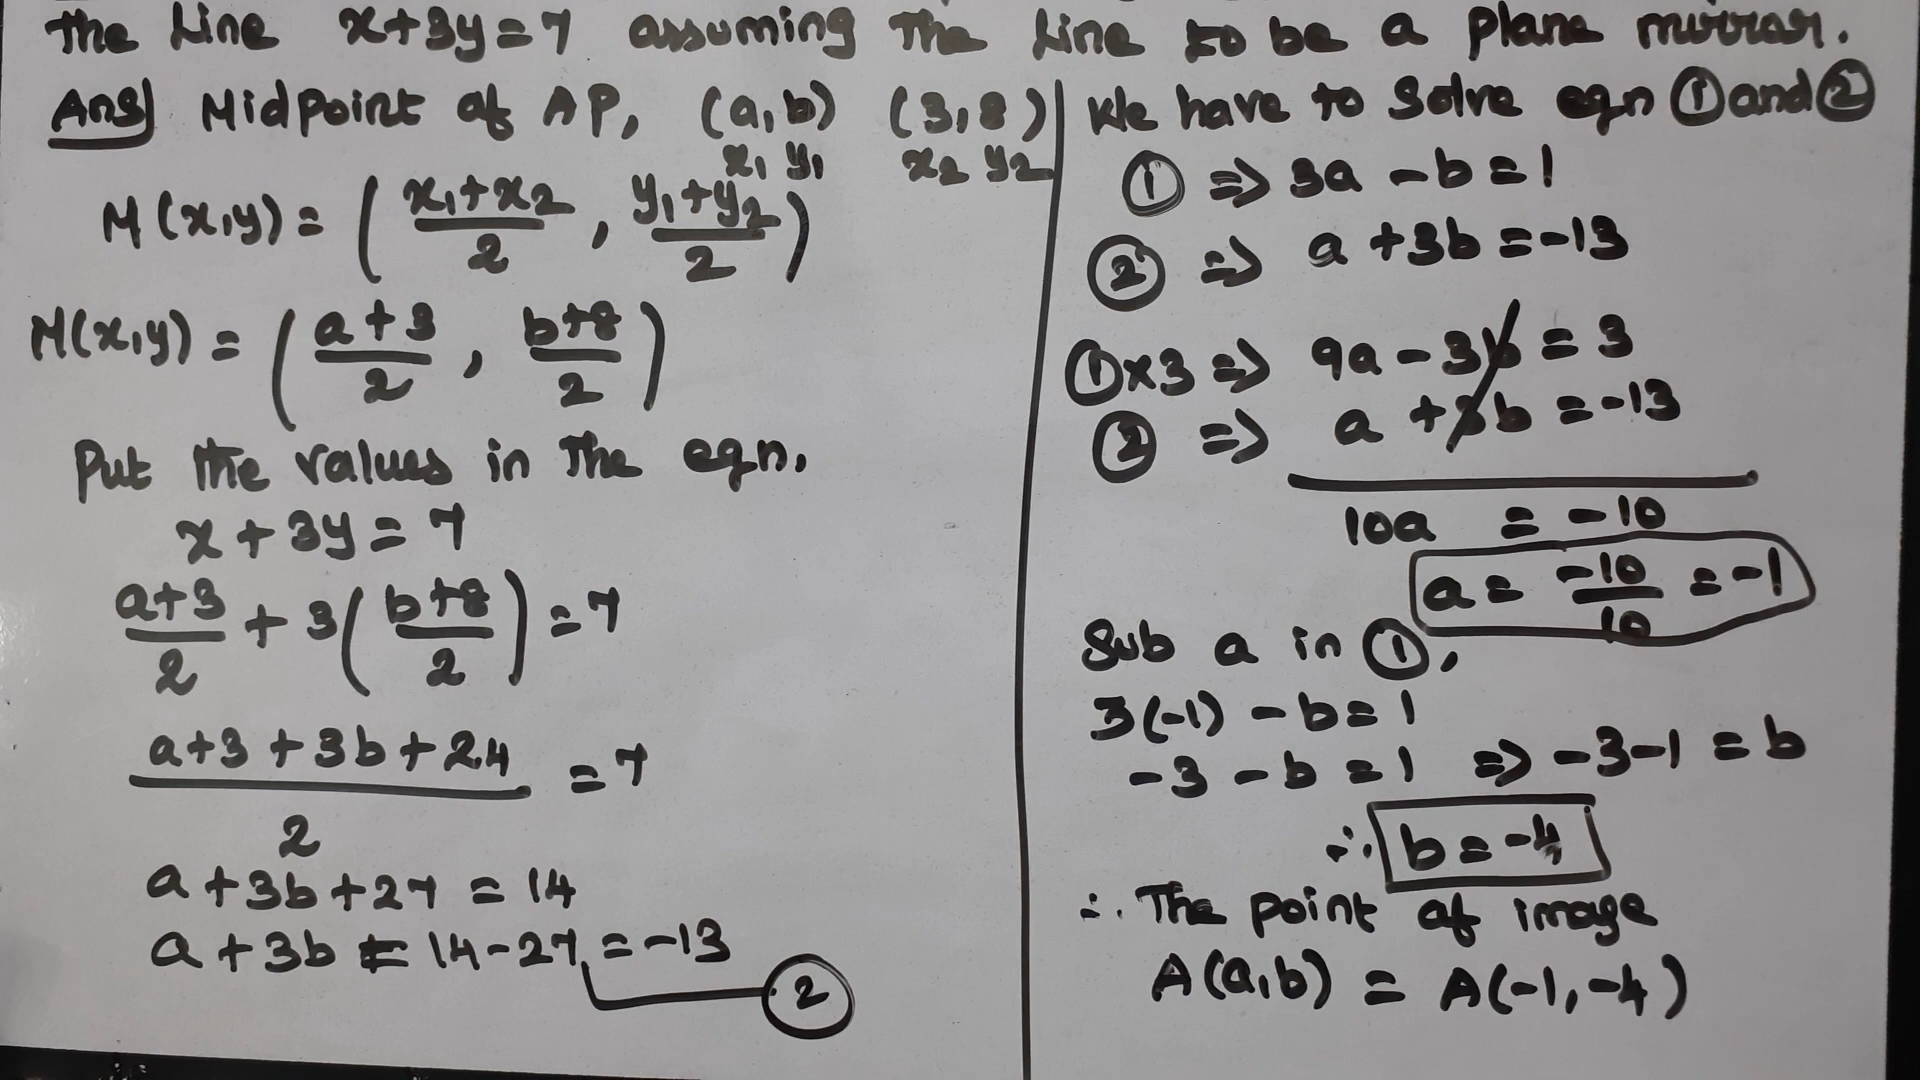 the line x+3y=7 assuming the line to be a plane mirror.
Ans) Midpoint of AP, (a,b) (3,8)
x₁ y₁ x₂ y₂
M(x,y) = (x₁+x₂/2, y₁+y₂/2)
M(x,y) = (a+3/2, b+8/2)
Put the values in the eqn.
x+3y=7
a+3/2 + 3(b+8/2) = 7
a+3+3b+24/2 = 7
a+3b+27 = 14
a+3b = 14-27 = -13
②
We have to solve eqn ① and ②
① => 3a - b = 1
② => a + 3b = -13
①x3 => 9a - 3b = 3
② => a + 3b = -13
10a = -10
a = -10/10 = -1
Sub a in ①,
3(-1) - b = 1
-3 - b = 1 => -3-1 = b
∴ b = -4
∴ The point of image
A(a,b) = A(-1,-4)